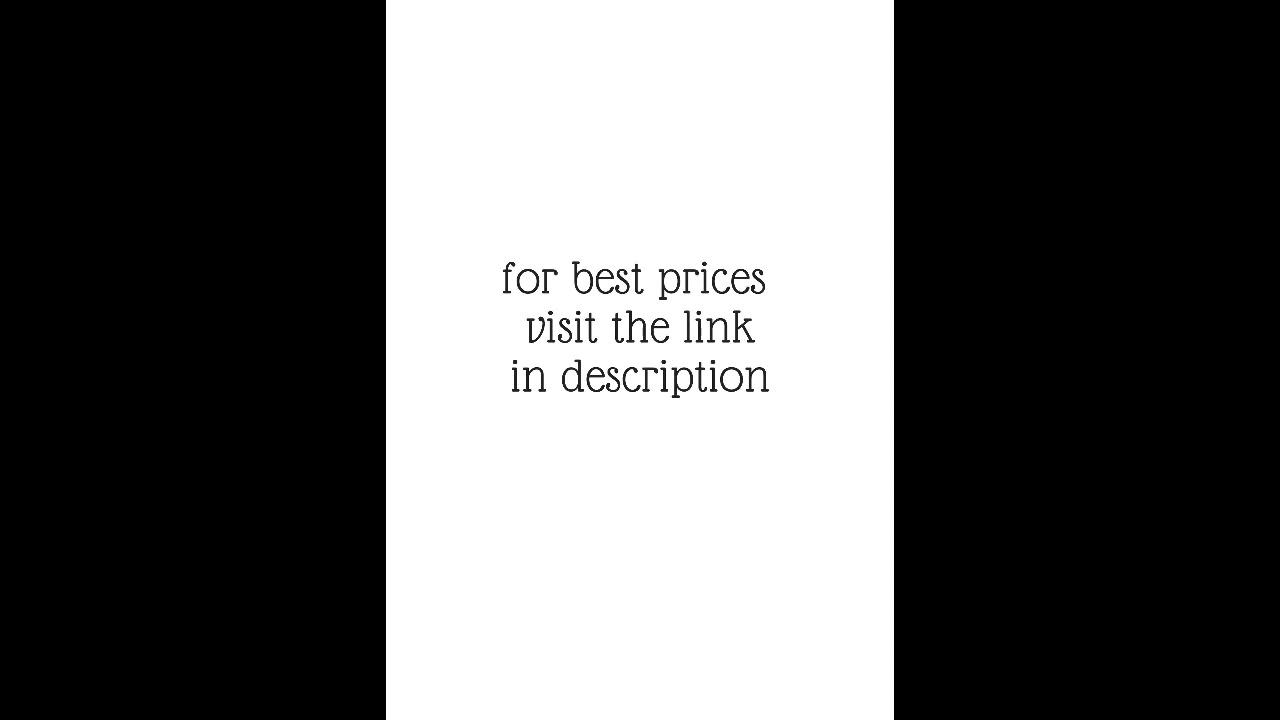 for best prices
visit the link
in description